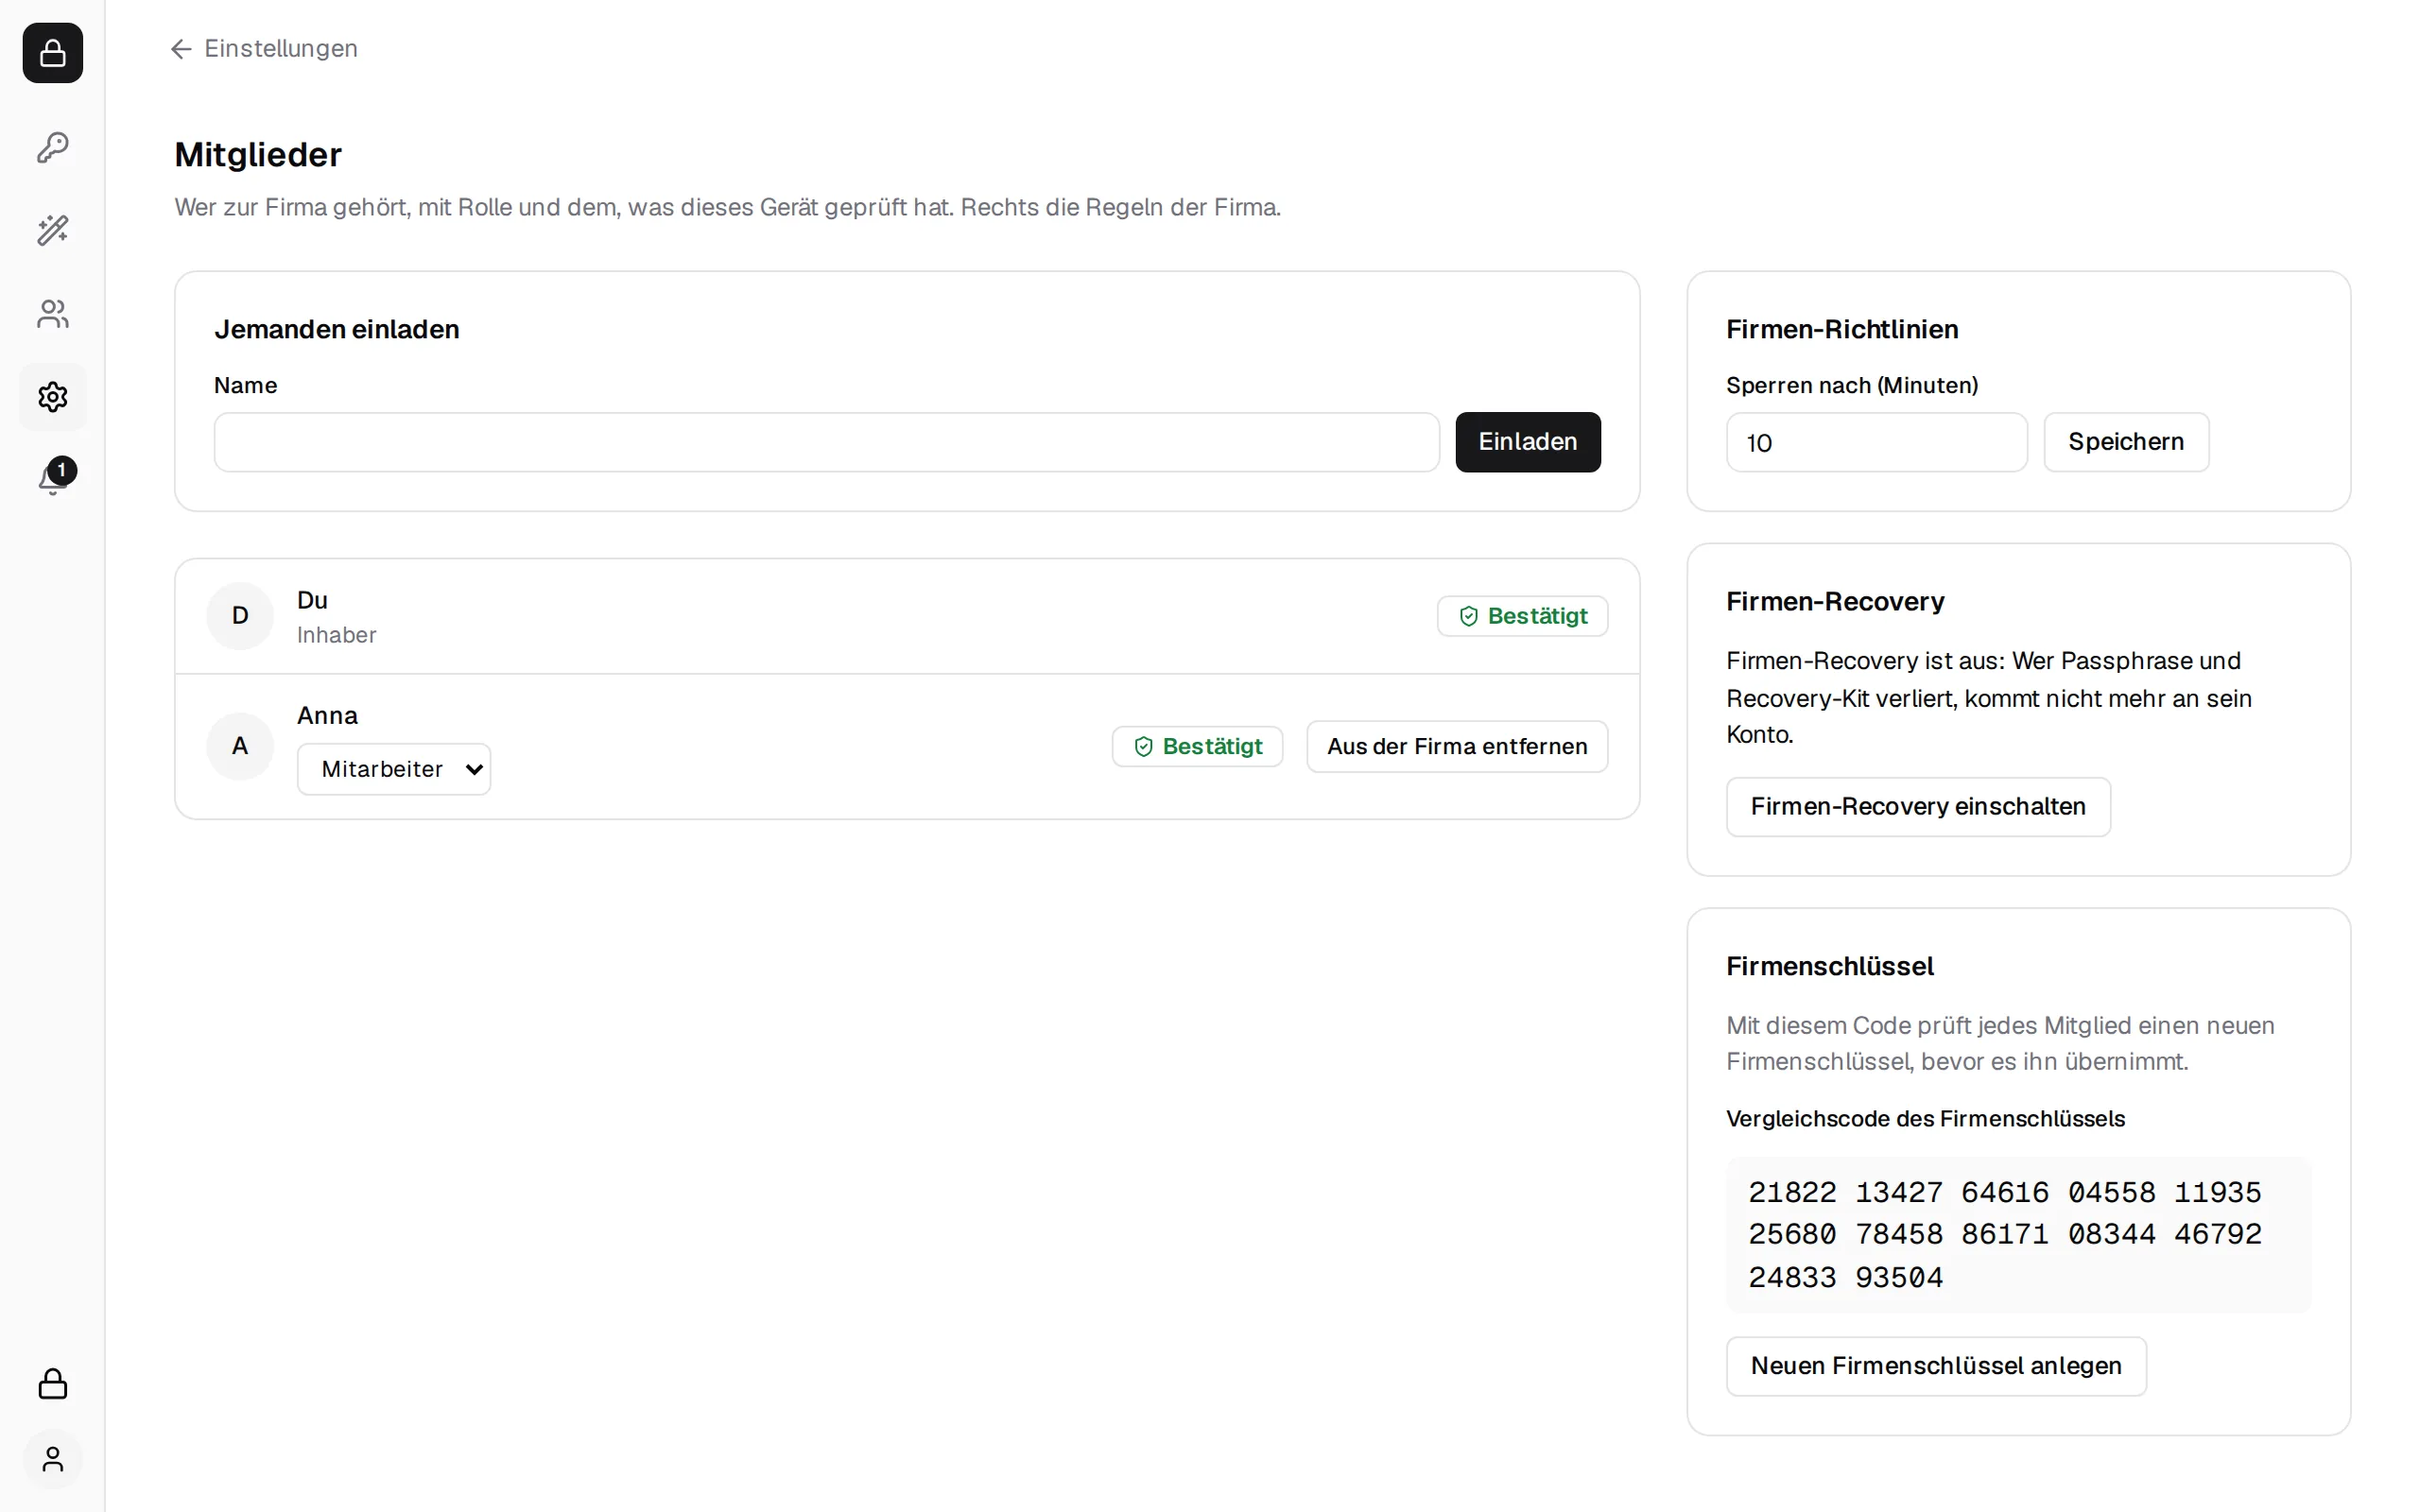 Einstellungen
Mitglieder
Wer zur Firma gehört, mit Rolle und dem, was dieses Gerät geprüft hat. Rechts die Regeln der Firma.
Jemanden einladen
Name
Einladen
1
D
Du
Inhaber
Bestätigt
A
Anna
Mitarbeiter
Bestätigt
Aus der Firma entfernen
Firmen-Richtlinien
Sperren nach (Minuten)
10
Speichern
Firmen-Recovery
Firmen-Recovery ist aus: Wer Passphrase und
Recovery-Kit verliert, kommt nicht mehr an sein
Konto.
Firmen-Recovery einschalten
Firmenschlüssel
Mit diesem Code prüft jedes Mitglied einen neuen
Firmenschlüssel, bevor es ihn übernimmt.
Vergleichscode des Firmenschlüssels
21822 13427 64616 04558 11935
25680 78458 86171 08344 46792
24833 93504
Neuen Firmenschlüssel anlegen